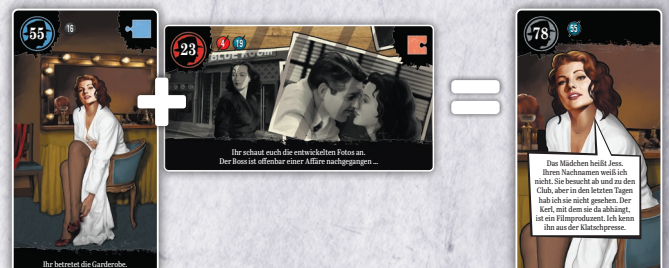 55
16
Ihr betretet die Garderobe.
+
23
4
19
BLUE ROOM
Ihr schaut euch die entwickelten Fotos an.
Der Boss ist offenbar einer Affäre nachgegangen ...
=
78
55
Das Mädchen heißt Jess.
Ihren Nachnamen weiß ich
nicht. Sie besucht ab und zu den
Club, aber in den letzten Tagen
hab ich sie nicht gesehen. Der
Kerl, mit dem sie da abhängt,
ist ein Filmproduzent. Ich kenn
ihn aus der Klatschpresse.